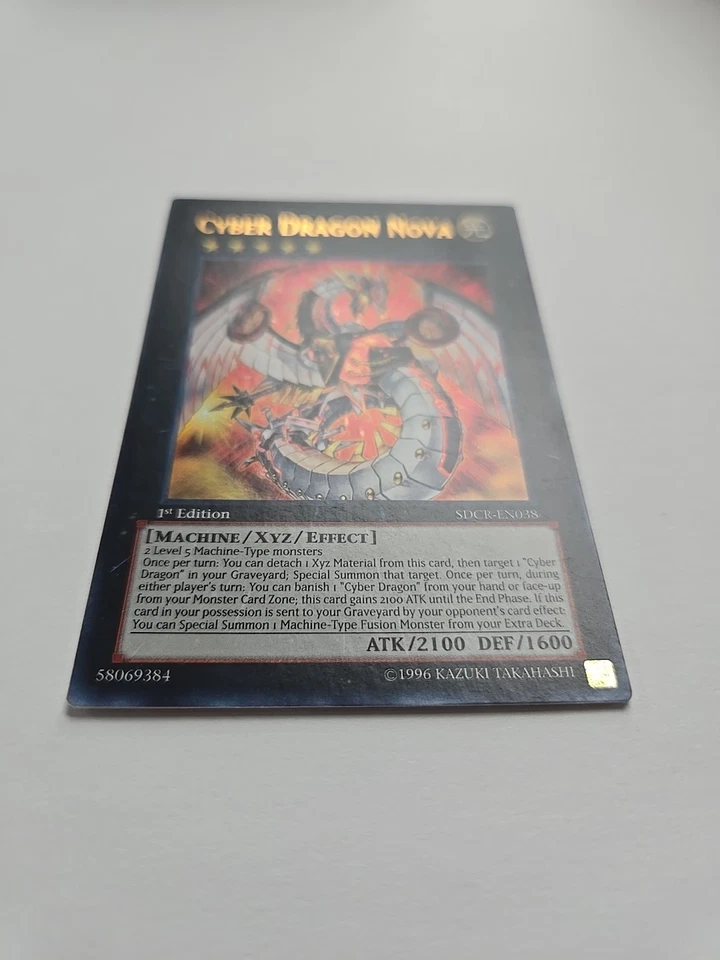 CYBER DRAGON NOVA
1st Edition
SDCR-EN038
[MACHINE/XYZ/EFFECT]
2 Level 5 Machine-Type monsters
Once per turn: You can detach 1 Xyz Material from this card, then target 1 "Cyber
Dragon" in your Graveyard; Special Summon that target. Once per turn, during
either player's turn: You can banish 1 "Cyber Dragon" from your hand or face-up
from your Monster Card Zone; this card gains 2100 ATK until the End Phase. If this
card in your possession is sent to your Graveyard by your opponent's card effect:
You can Special Summon 1 Machine-Type Fusion Monster from your Extra Deck.
ATK/2100 DEF/1600
58069384
©1996 KAZUKI TAKAHASHI